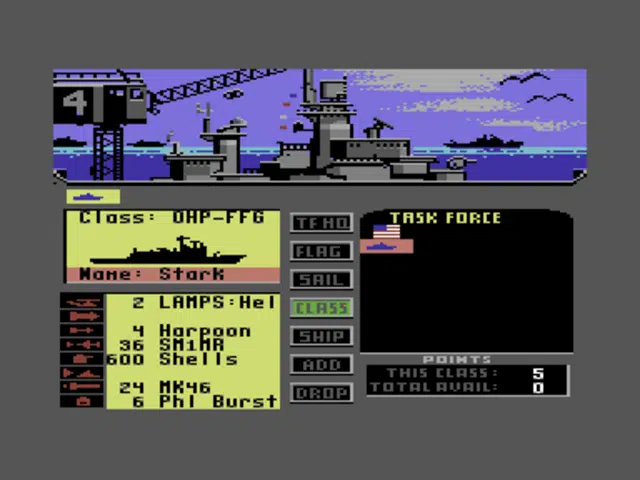 4
Class: OHP-FFG
Name: Stark
2 LAMPS:Hel
4 Harpoon
36 SM1MR
600 Shells
24 MK46
6 Phl Burst
TF HQ
FLAG
SAIL
CLASS
SHIP
ADD
DROP
TASK FORCE
POINTS
THIS CLASS: 5
TOTAL AVAIL: 0